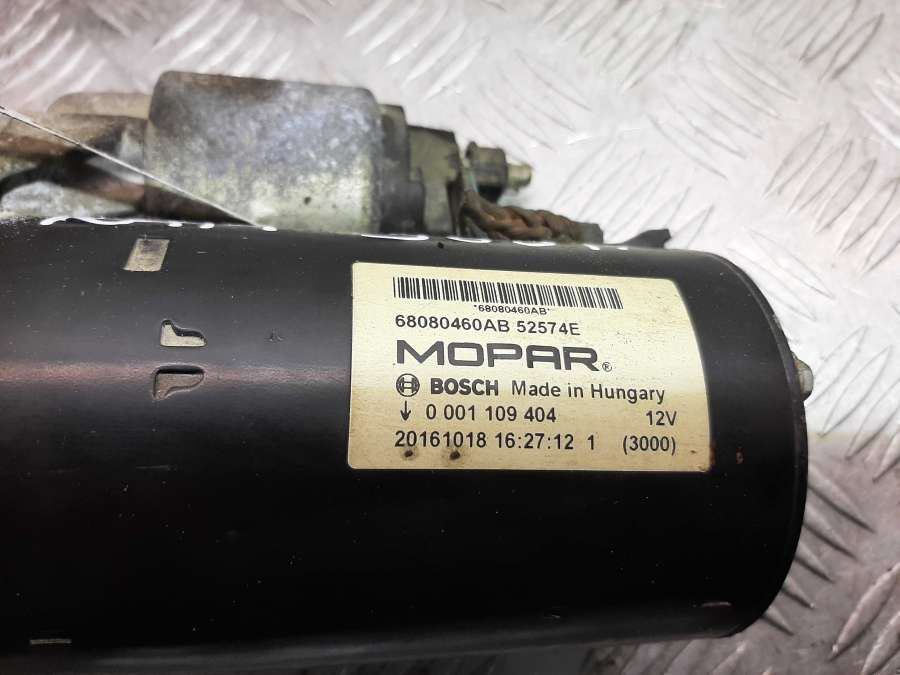 *68080460AB*
68080460AB 52574E
MOPAR®
BOSCH Made in Hungary
0 001 109 404 12V
20161018 16:27:12 1 (3000)